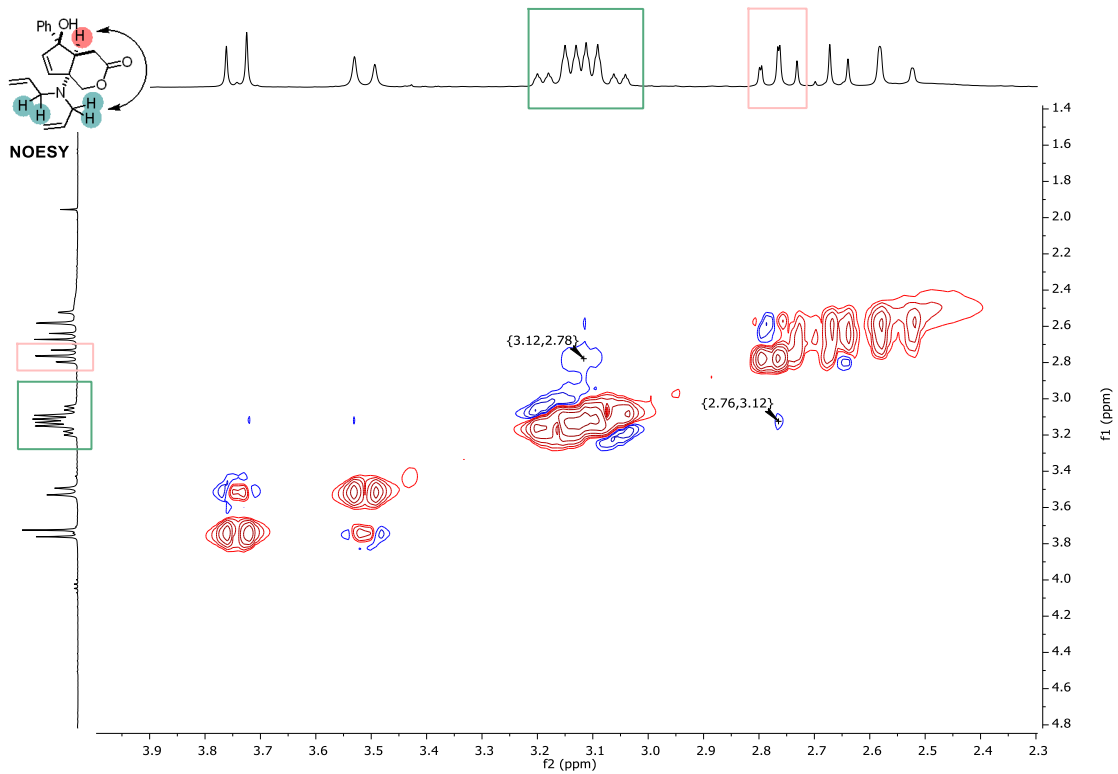 Ph OH
H
O
O
N
H H H
H
NOESY
1.4
1.6
1.8
2.0
2.2
2.4
2.6
2.8
3.0
3.2
3.4
3.6
3.8
4.0
4.2
4.4
4.6
4.8
f1 (ppm)
{3.12,2.78}
{2.76,3.12}
3.9 3.8 3.7 3.6 3.5 3.4 3.3 3.2 3.1 3.0 2.9 2.8 2.7 2.6 2.5 2.4 2.3
f2 (ppm)